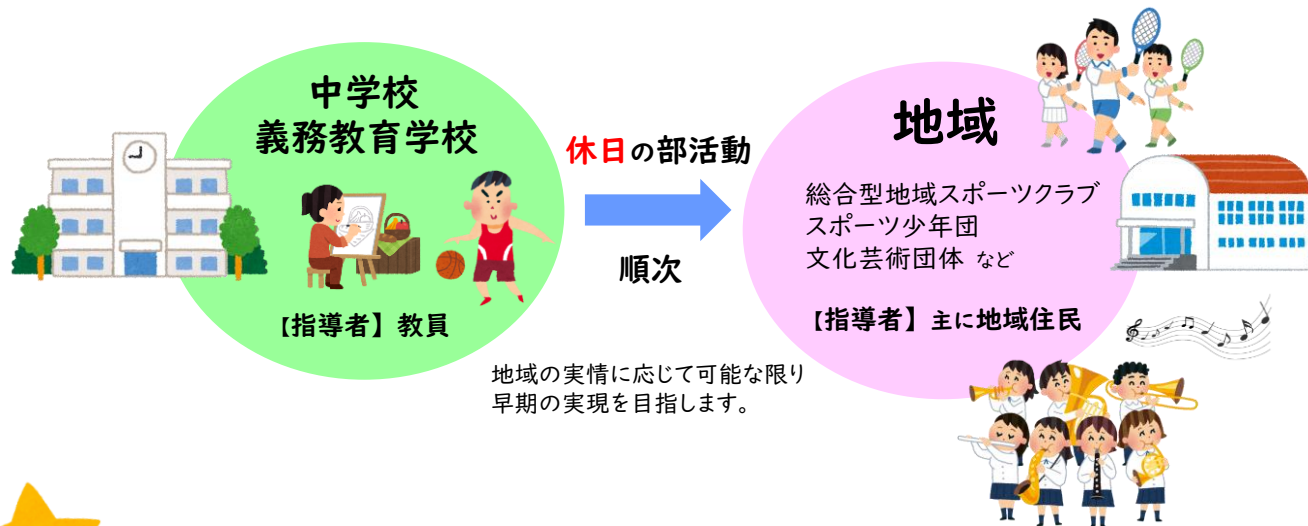 中学校
義務教育学校
【指導者】教員
休日の部活動
順次
地域の実情に応じて可能な限り
早期の実現を目指します。
地域
総合型地域スポーツクラブ
スポーツ少年団
文化芸術団体 など
【指導者】主に地域住民